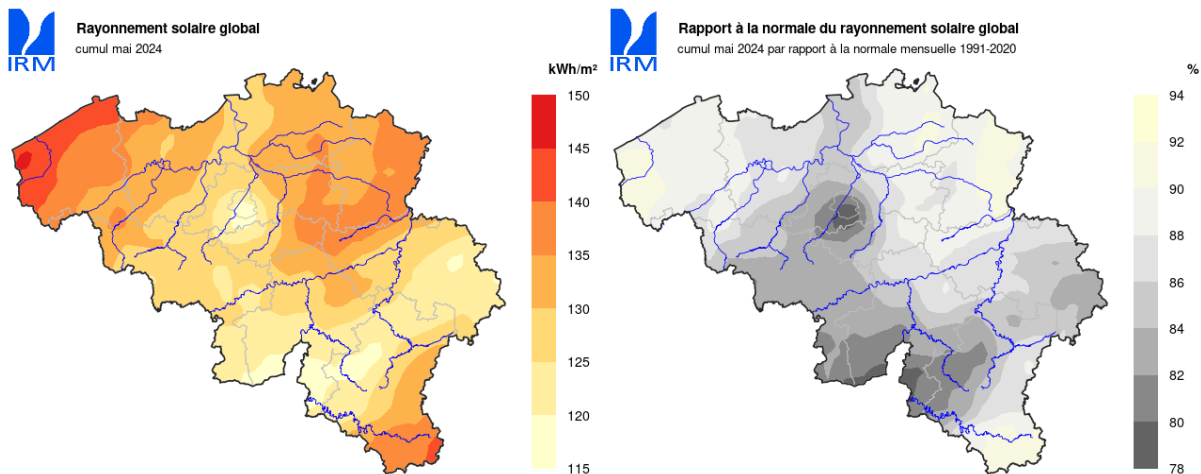 Rayonnement solaire global
cumul mai 2024
IRM
kWh/m²
150
145
140
135
130
125
120
115
Rapport à la normale du rayonnement solaire global
cumul mai 2024 par rapport à la normale mensuelle 1991-2020
IRM
%
94
92
90
88
86
84
82
80
78